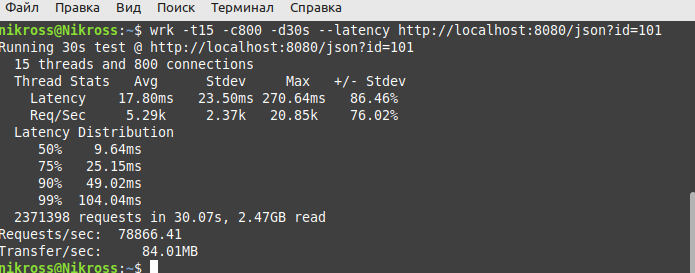 Файл Правка Вид Поиск Терминал Справка
nikross@Nikross:~$ wrk -t15 -c800 -d30s --latency http://localhost:8080/json?id=101
Running 30s test @ http://localhost:8080/json?id=101
  15 threads and 800 connections
  Thread Stats   Avg      Stdev     Max   +/- Stdev
    Latency    17.80ms   23.50ms 270.64ms   86.46%
    Req/Sec     5.29k     2.37k   20.85k    76.02%
  Latency Distribution
     50%    9.64ms
     75%   25.15ms
     90%   49.02ms
     99%  104.04ms
  2371398 requests in 30.07s, 2.47GB read
Requests/sec:  78866.41
Transfer/sec:     84.01MB
nikross@Nikross:~$